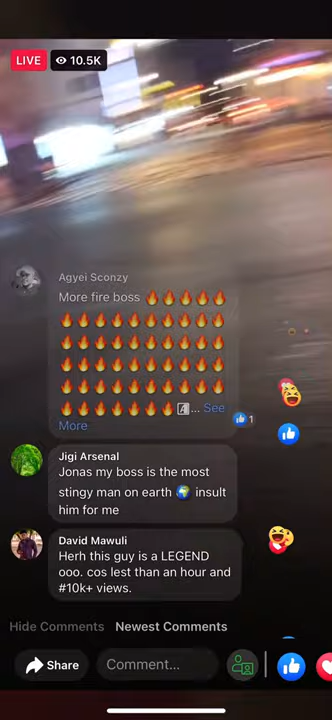 LIVE 10.5K
Agyei Sconzy
More fire boss 🔥🔥🔥🔥🔥
🔥🔥🔥🔥🔥🔥🔥🔥🔥🔥
🔥🔥🔥🔥🔥🔥🔥🔥🔥🔥
🔥🔥🔥🔥🔥🔥🔥🔥🔥🔥
🔥🔥🔥🔥🔥🔥🔥🔥🔥🔥
🔥🔥🔥🔥🔥🔥🔥... See
More
1
Jigi Arsenal
Jonas my boss is the most
stingy man on earth 🌍 insult
him for me
David Mawuli
Herh this guy is a LEGEND
ooo. cos lest than an hour and
#10k+ views.
Hide Comments Newest Comments
Share Comment...